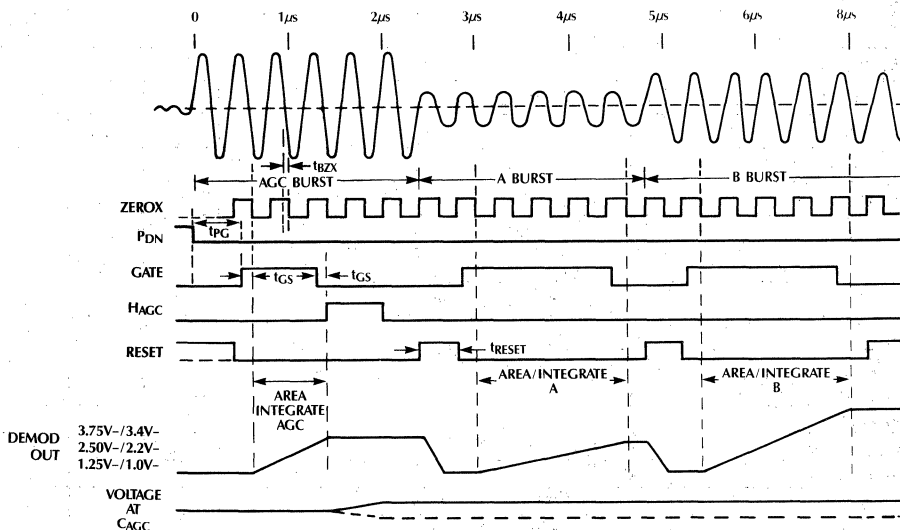 0 1μs 2μs 3μs 4μs 5μs 6μs 8μs
tBZX
AGC BURST A BURST B BURST
ZEROX
tPG
PDN
GATE
tGS tGS
HAGC
RESET
tRESET
AREA
INTEGRATE
AGC
AREA/INTEGRATE
A
AREA/INTEGRATE
B
DEMOD
OUT
3.75V–/3.4V–
2.50V–/2.2V–
1.25V–/1.0V–
VOLTAGE
AT
CAGC